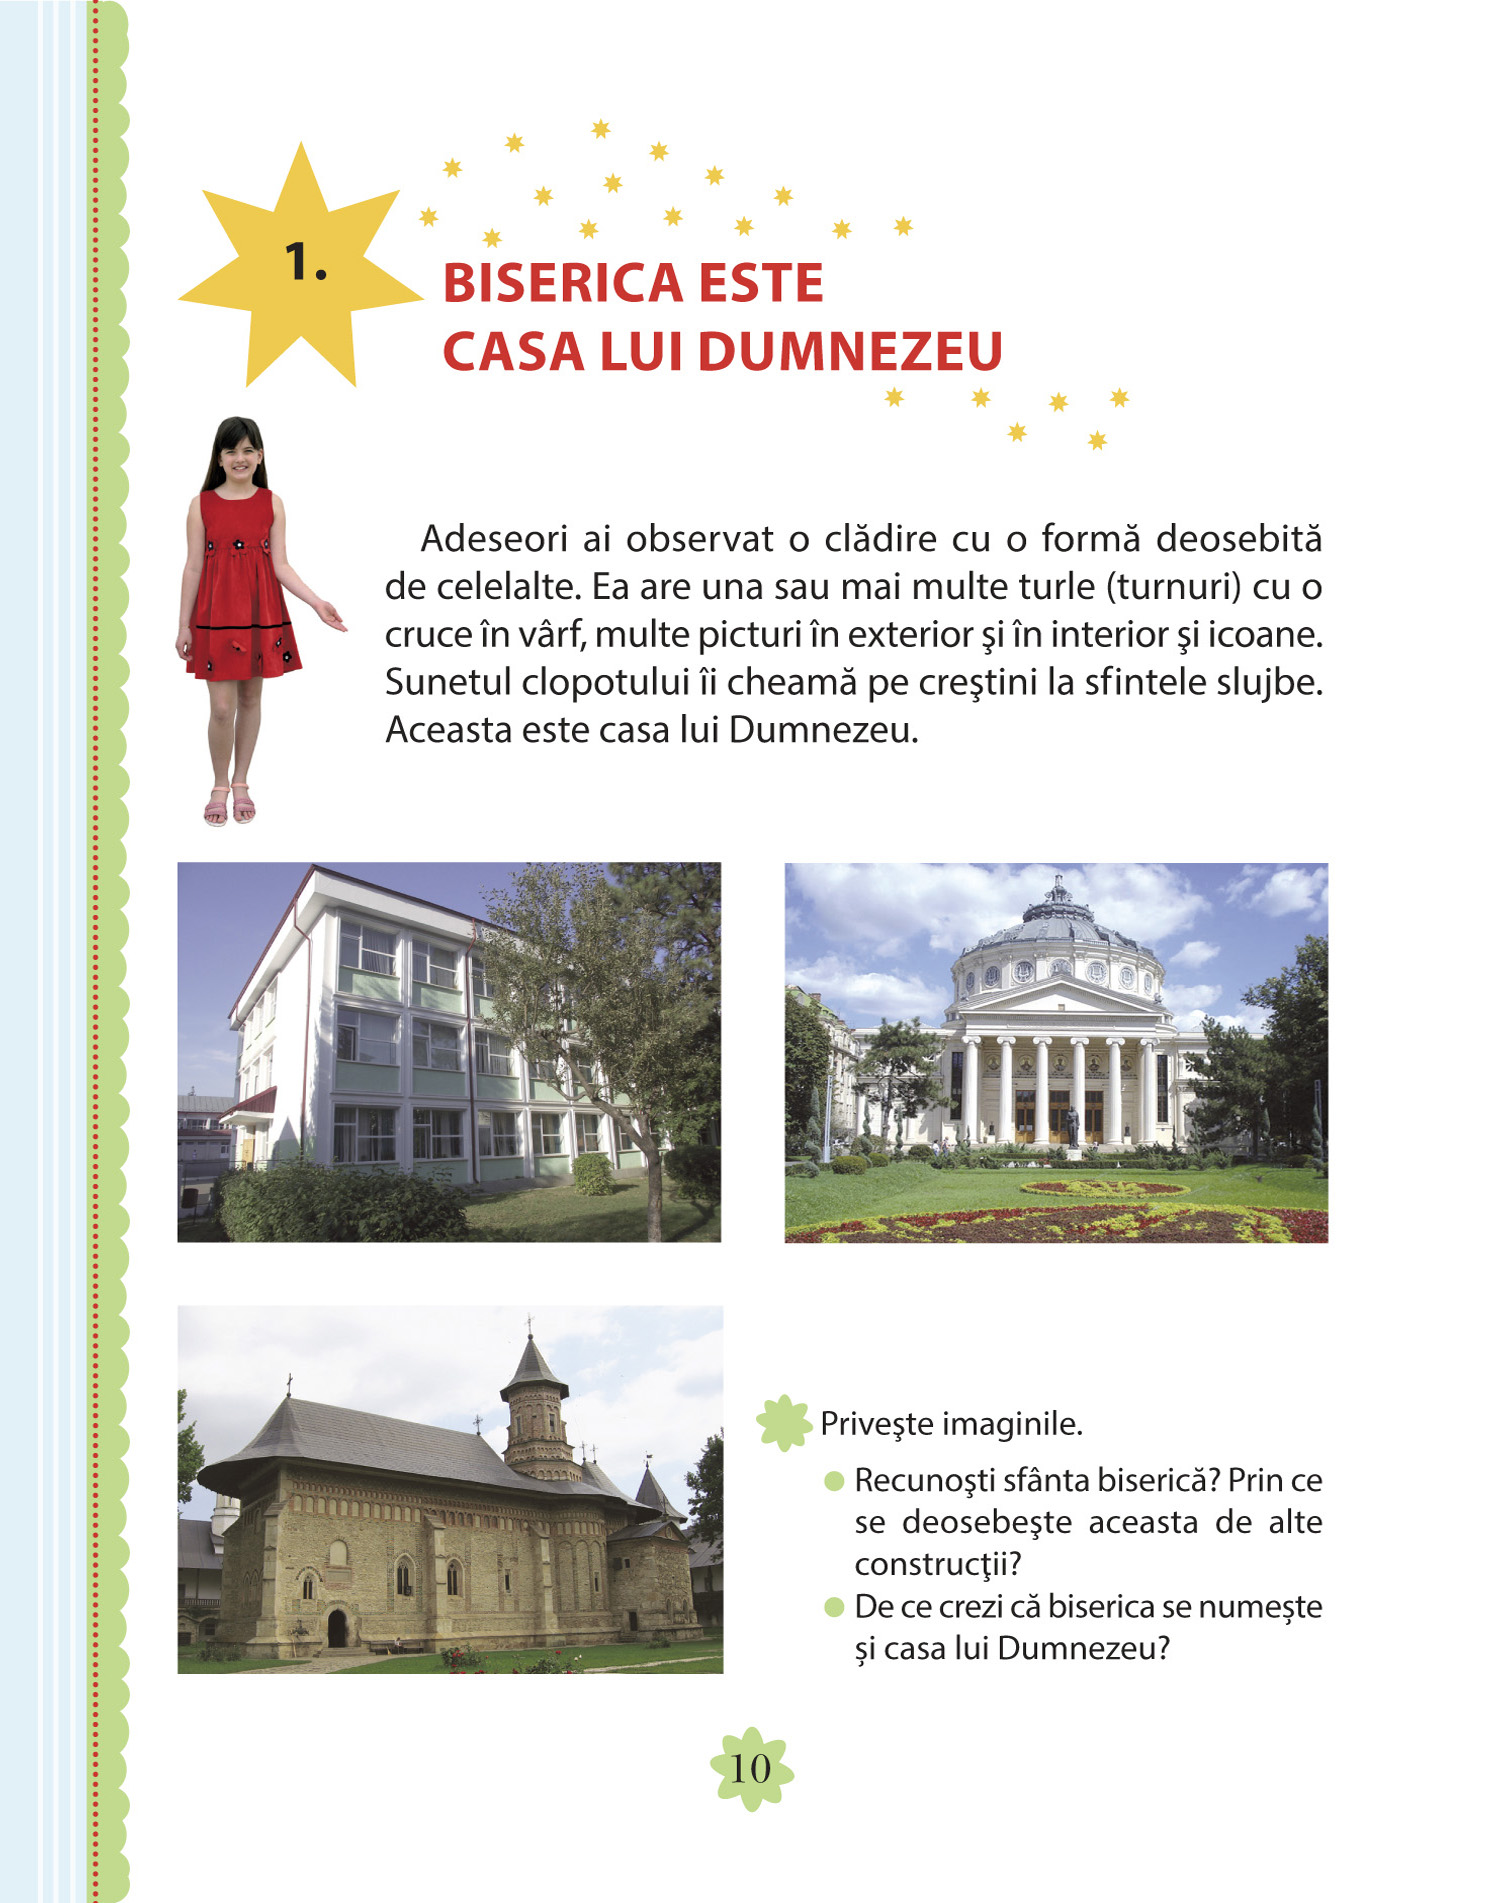 1.
BISERICA ESTE
CASA LUI DUMNEZEU
Adeseori ai observat o clădire cu o formă deosebită
de celelalte. Ea are una sau mai multe turle (turnuri) cu o
cruce în vârf, multe picturi în exterior şi în interior şi icoane.
Sunetul clopotului îi cheamă pe creştini la sfintele slujbe.
Aceasta este casa lui Dumnezeu.
Priveşte imaginile.
Recunoşti sfânta biserică? Prin ce
se deosebeşte aceasta de alte
construcţii?
De ce crezi că biserica se numește
și casa lui Dumnezeu?
10